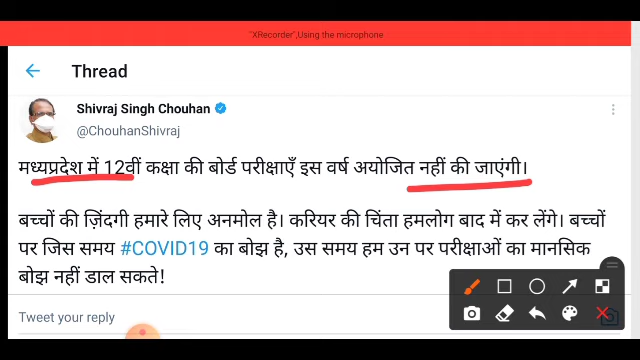 "XRecorder",Using the microphone
Thread
Shivraj Singh Chouhan
@ChouhanShivraj
मध्यप्रदेश में 12वीं कक्षा की बोर्ड परीक्षाएँ इस वर्ष अयोजित नहीं की जाएंगी।
बच्चों की ज़िंदगी हमारे लिए अनमोल है। करियर की चिंता हमलोग बाद में कर लेंगे। बच्चों
पर जिस समय #COVID19 का बोझ है, उस समय हम उन पर परीक्षाओं का मानसिक
बोझ नहीं डाल सकते!
Tweet your reply